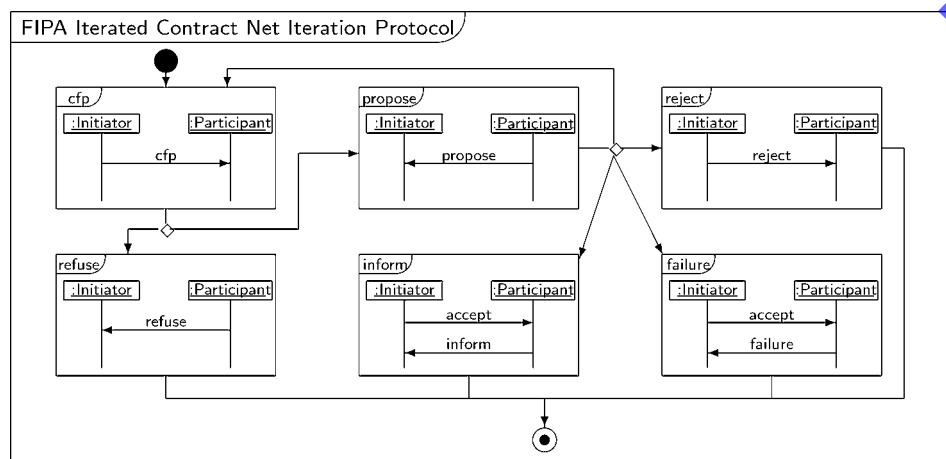 FIPA Iterated Contract Net Iteration Protocol
cfp
:Initiator
:Participant
cfp
propose
:Initiator
:Participant
propose
reject
:Initiator
:Participant
reject
refuse
:Initiator
:Participant
refuse
inform
:Initiator
:Participant
accept
inform
failure
:Initiator
:Participant
accept
failure